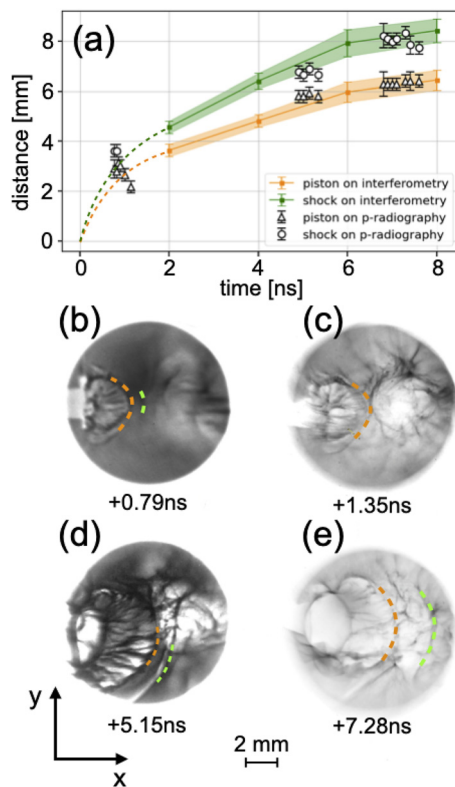 (a)
distance [mm]
8
6
4
2
0
piston on interferometry
shock on interferometry
piston on p-radiography
shock on p-radiography
0 2 4 6 8
time [ns]
(b) (c)
+0.79ns +1.35ns
(d) (e)
+5.15ns +7.28ns
y
x
2 mm